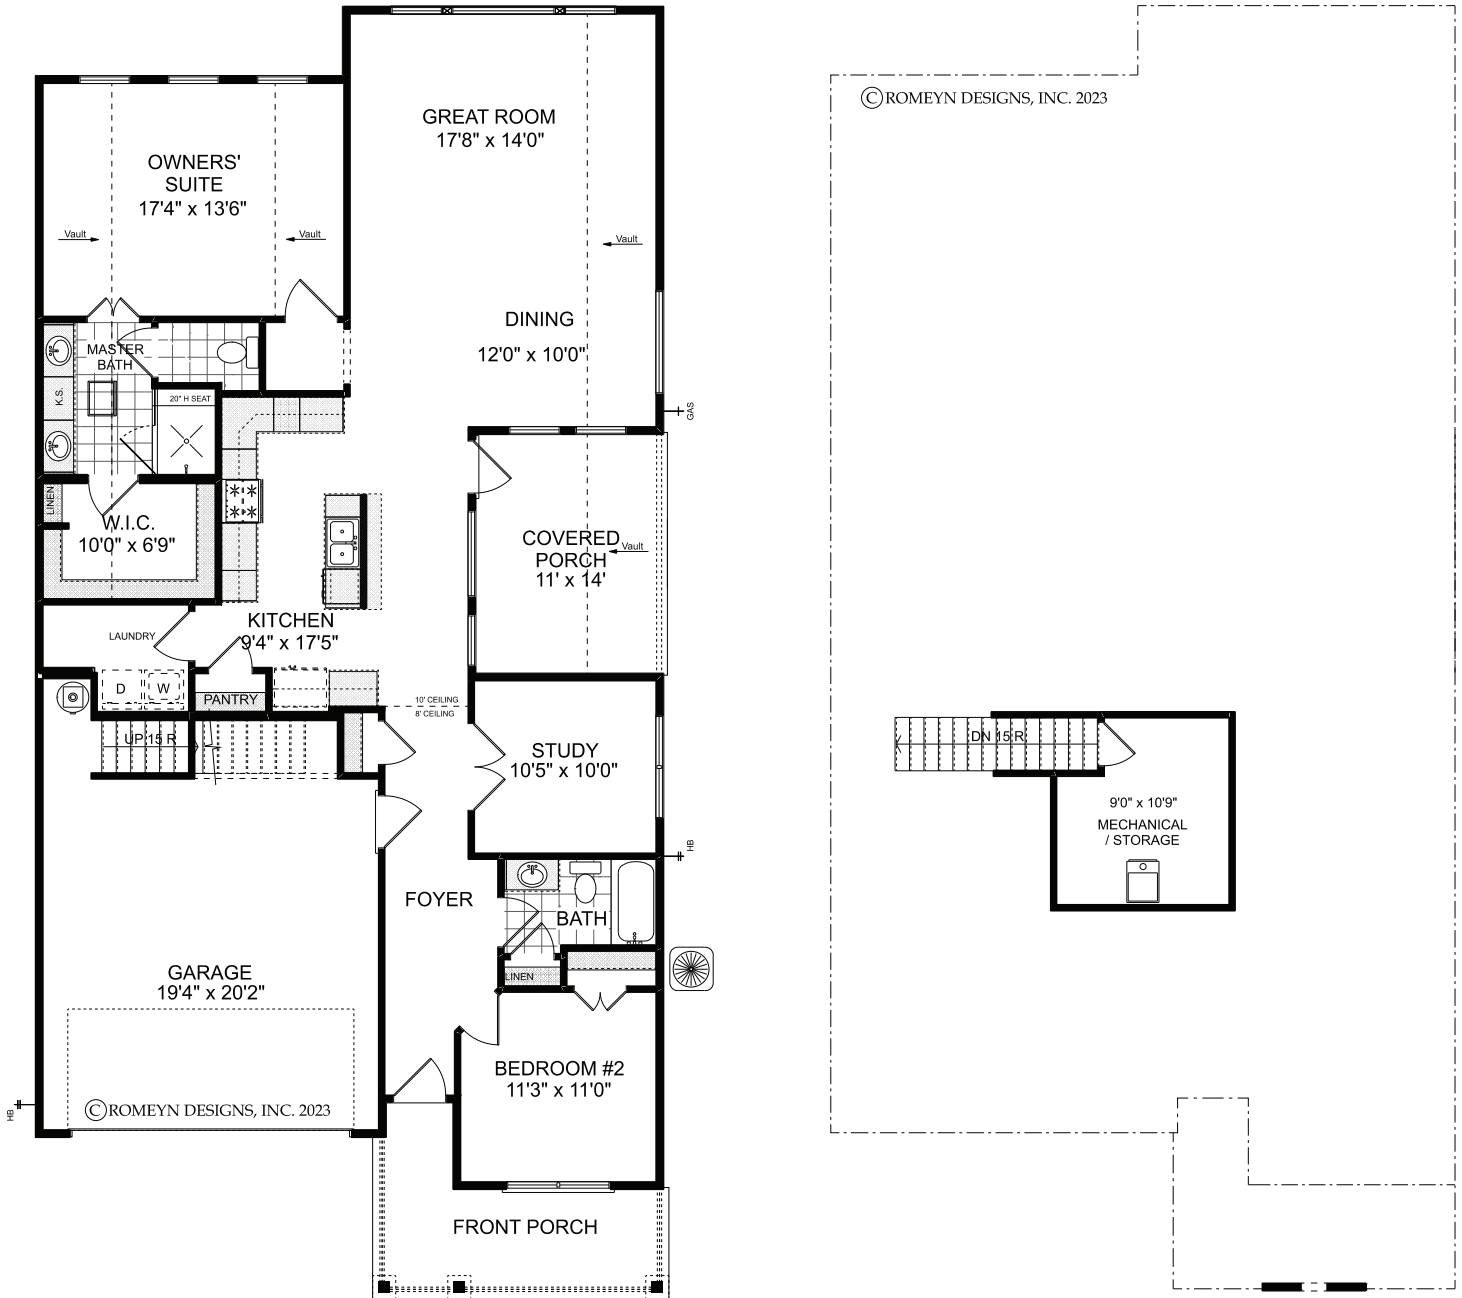 GREAT ROOM
17'8" x 14'0"
OWNERS'
SUITE
17'4" x 13'6"
Vault
Vault
Vault
DINING
12'0" x 10'0"
MASTER
BATH
K.S.
20" H SEAT
GAS
LINEN
W.I.C.
10'0" x 6'9"
COVERED
PORCH
11' x 14'
Vault
KITCHEN
9'4" x 17'5"
LAUNDRY
D
W
PANTRY
10' CEILING
8' CEILING
UP 15 R
STUDY
10'5" x 10'0"
HB
FOYER
BATH
LINEN
GARAGE
19'4" x 20'2"
BEDROOM #2
11'3" x 11'0"
HB
©ROMEYN DESIGNS, INC. 2023
FRONT PORCH
©ROMEYN DESIGNS, INC. 2023
DN 15 R
9'0" x 10'9"
MECHANICAL
/ STORAGE